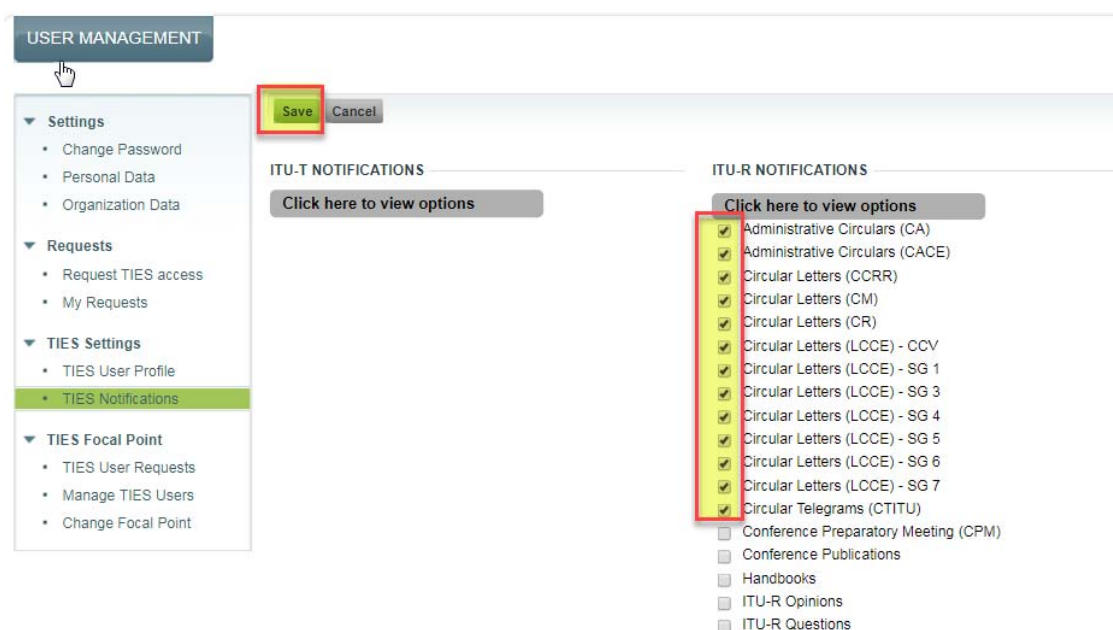 USER MANAGEMENT
Settings
Change Password
Personal Data
Organization Data
Requests
Request TIES access
My Requests
TIES Settings
TIES User Profile
TIES Notifications
TIES Focal Point
TIES User Requests
Manage TIES Users
Change Focal Point
Save Cancel
ITU-T NOTIFICATIONS
Click here to view options
ITU-R NOTIFICATIONS
Click here to view options
Administrative Circulars (CA)
Administrative Circulars (CACE)
Circular Letters (CCRR)
Circular Letters (CM)
Circular Letters (CR)
Circular Letters (LCCE) - CCV
Circular Letters (LCCE) - SG 1
Circular Letters (LCCE) - SG 3
Circular Letters (LCCE) - SG 4
Circular Letters (LCCE) - SG 5
Circular Letters (LCCE) - SG 6
Circular Letters (LCCE) - SG 7
Circular Telegrams (CTITU)
Conference Preparatory Meeting (CPM)
Conference Publications
Handbooks
ITU-R Opinions
ITU-R Questions